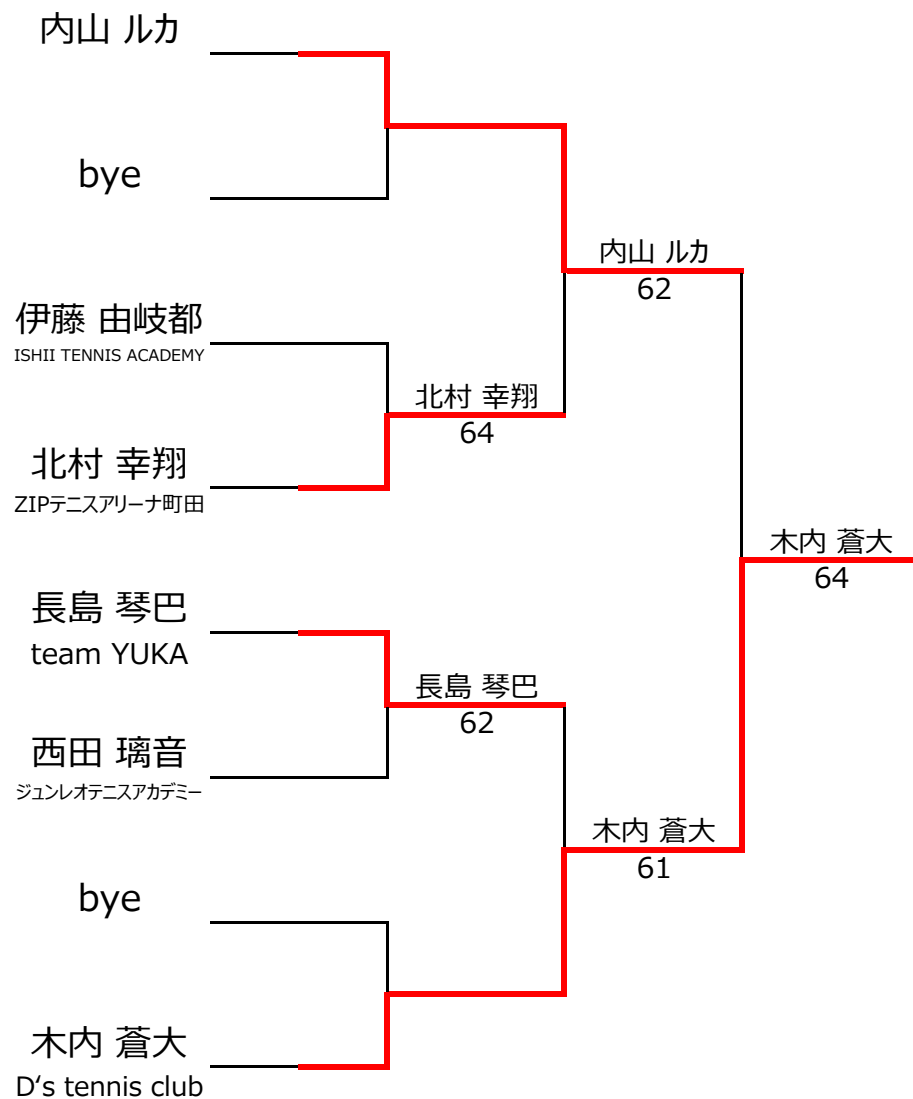 内山 ルカ
bye
伊藤 由岐都
ISHII TENNIS ACADEMY
北村 幸翔
ZIPテニスアリーナ町田
長島 琴巴
team YUKA
西田 璃音
ジュンレオテニスアカデミー
bye
木内 蒼大
D‘s tennis club
北村 幸翔
64
長島 琴巴
62
内山 ルカ
62
木内 蒼大
61
木内 蒼大
64